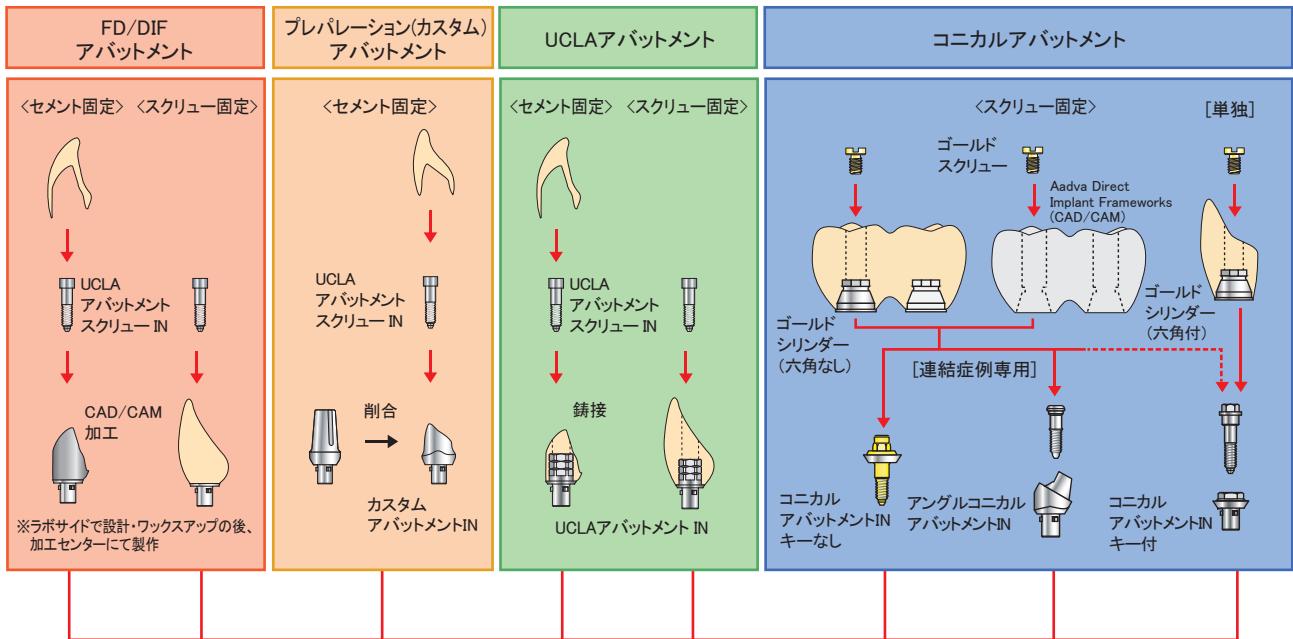 FD/DIF
アバットメント
〈セメント固定〉 〈スクリュー固定〉
UCLA
アバットメント
スクリュー IN
CAD/CAM
加工
※ラボサイドで設計・ワックスアップの後、
加工センターにて製作
プレパレーション(カスタム)
アバットメント
〈セメント固定〉
UCLA
アバットメント
スクリュー IN
削合
カスタム
アバットメントIN
UCLAアバットメント
〈セメント固定〉 〈スクリュー固定〉
UCLA
アバットメント
スクリュー IN
鋳接
UCLAアバットメント IN
コニカルアバットメント
〈スクリュー固定〉
[単独]
ゴールド
スクリュー
Aadva Direct
Implant Frameworks
(CAD/CAM)
ゴールド
シリンダー
(六角なし)
ゴールド
シリンダー
(六角付)
[連結症例専用]
コニカル
アバットメントIN
キーなし
アングルコニカル
アバットメントIN
コニカル
アバットメントIN
キー付